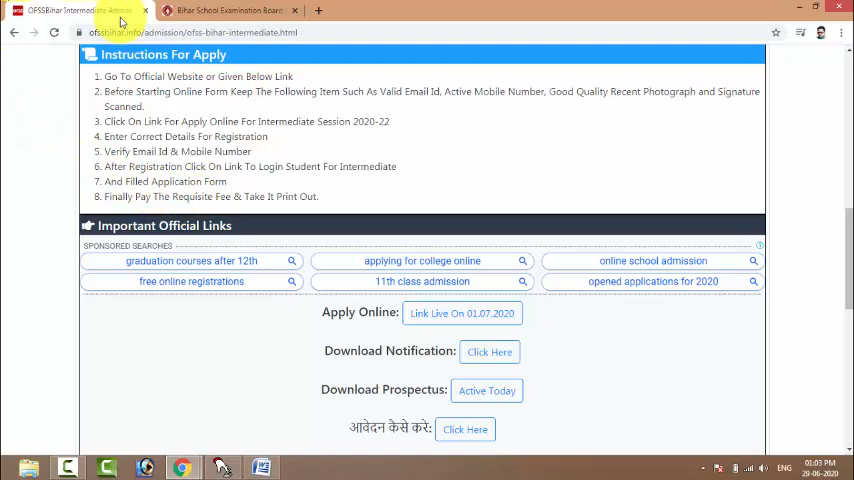 OFSSBihar Intermediate Admiss
Bihar School Examination Board
ofssbihar.info/admission/ofss-bihar-intermediate.html
Instructions For Apply
1. Go To Official Website or Given Below Link
2. Before Starting Online Form Keep The Following Item Such As Valid Email Id, Active Mobile Number, Good Quality Recent Photograph and Signature
Scanned.
3. Click On Link For Apply Online For Intermediate Session 2020-22
4. Enter Correct Details For Registration
5. Verify Email Id & Mobile Number
6. After Registration Click On Link To Login Student For Intermediate
7. And Filled Application Form
8. Finally Pay The Requisite Fee & Take It Print Out.
Important Official Links
SPONSORED SEARCHES
graduation courses after 12th
applying for college online
online school admission
free online registrations
11th class admission
opened applications for 2020
Apply Online: Link Live On 01.07.2020
Download Notification: Click Here
Download Prospectus: Active Today
आवेदन कैसे करे: Click Here
ENG
01:03 PM
29-06-2020